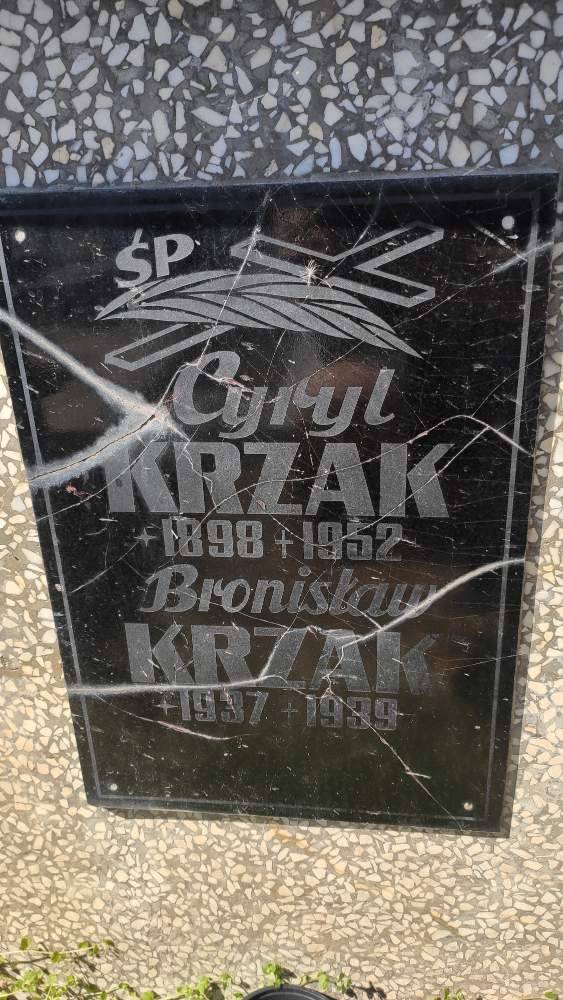 ŚP
Cyryl
KRZAK
*1898 +1952
Bronisław
KRZAK
*1937 +1939